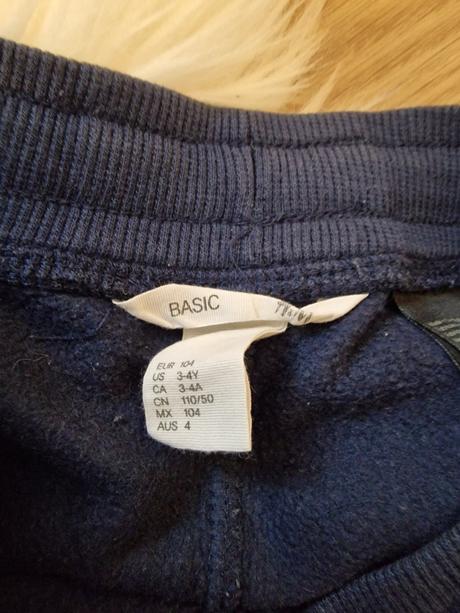 BASIC
EUR 104
US 3-4Y
CA 3-4A
CN 110/50
MX 104
AUS 4